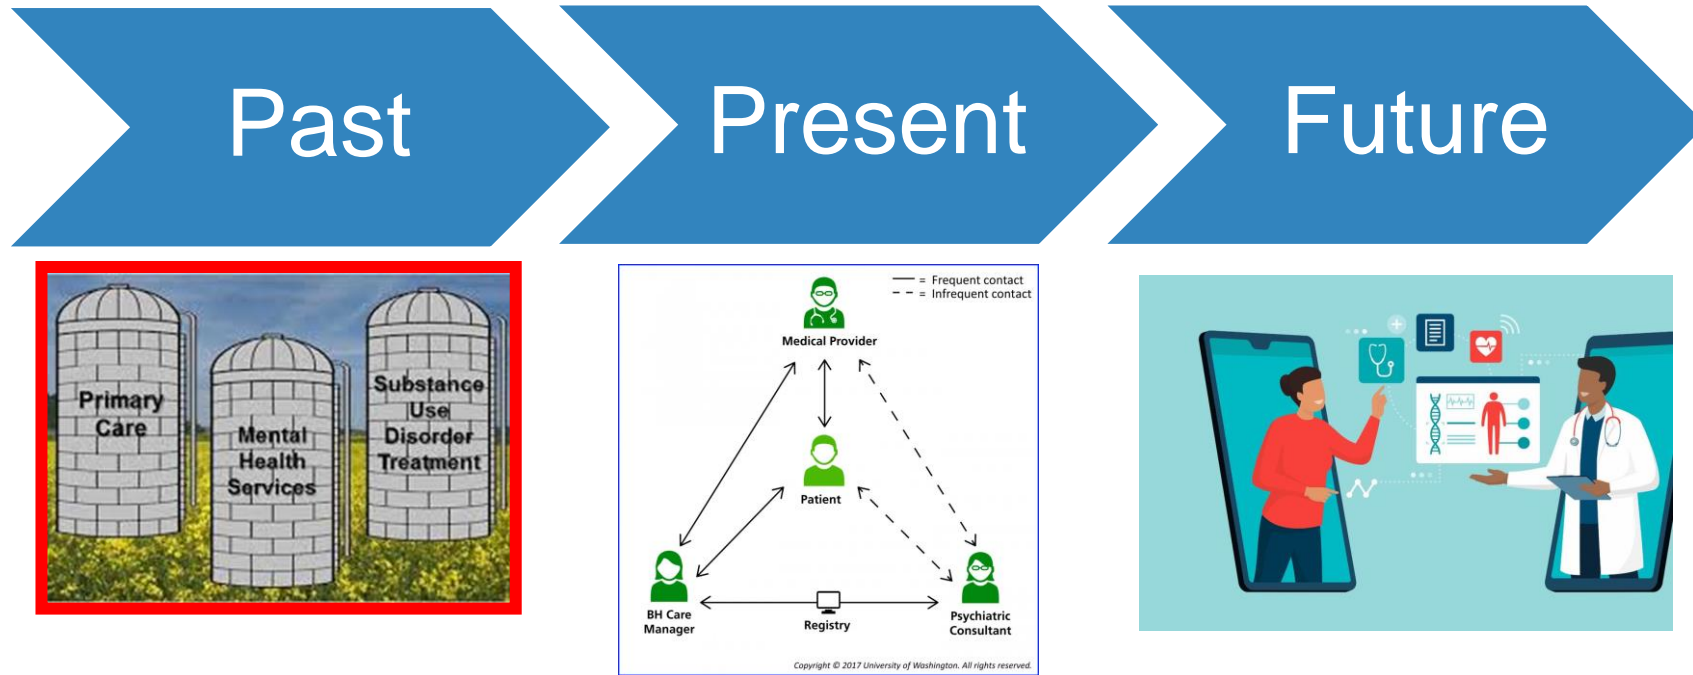 Past
Present
Future
Primary
Care
Mental
Health
Services
Substance
Use
Disorder
Treatment
= Frequent contact
= Infrequent contact
Medical Provider
Patient
BH Care
Manager
Registry
Psychiatric
Consultant
Copyright © 2017 University of Washington. All rights reserved.